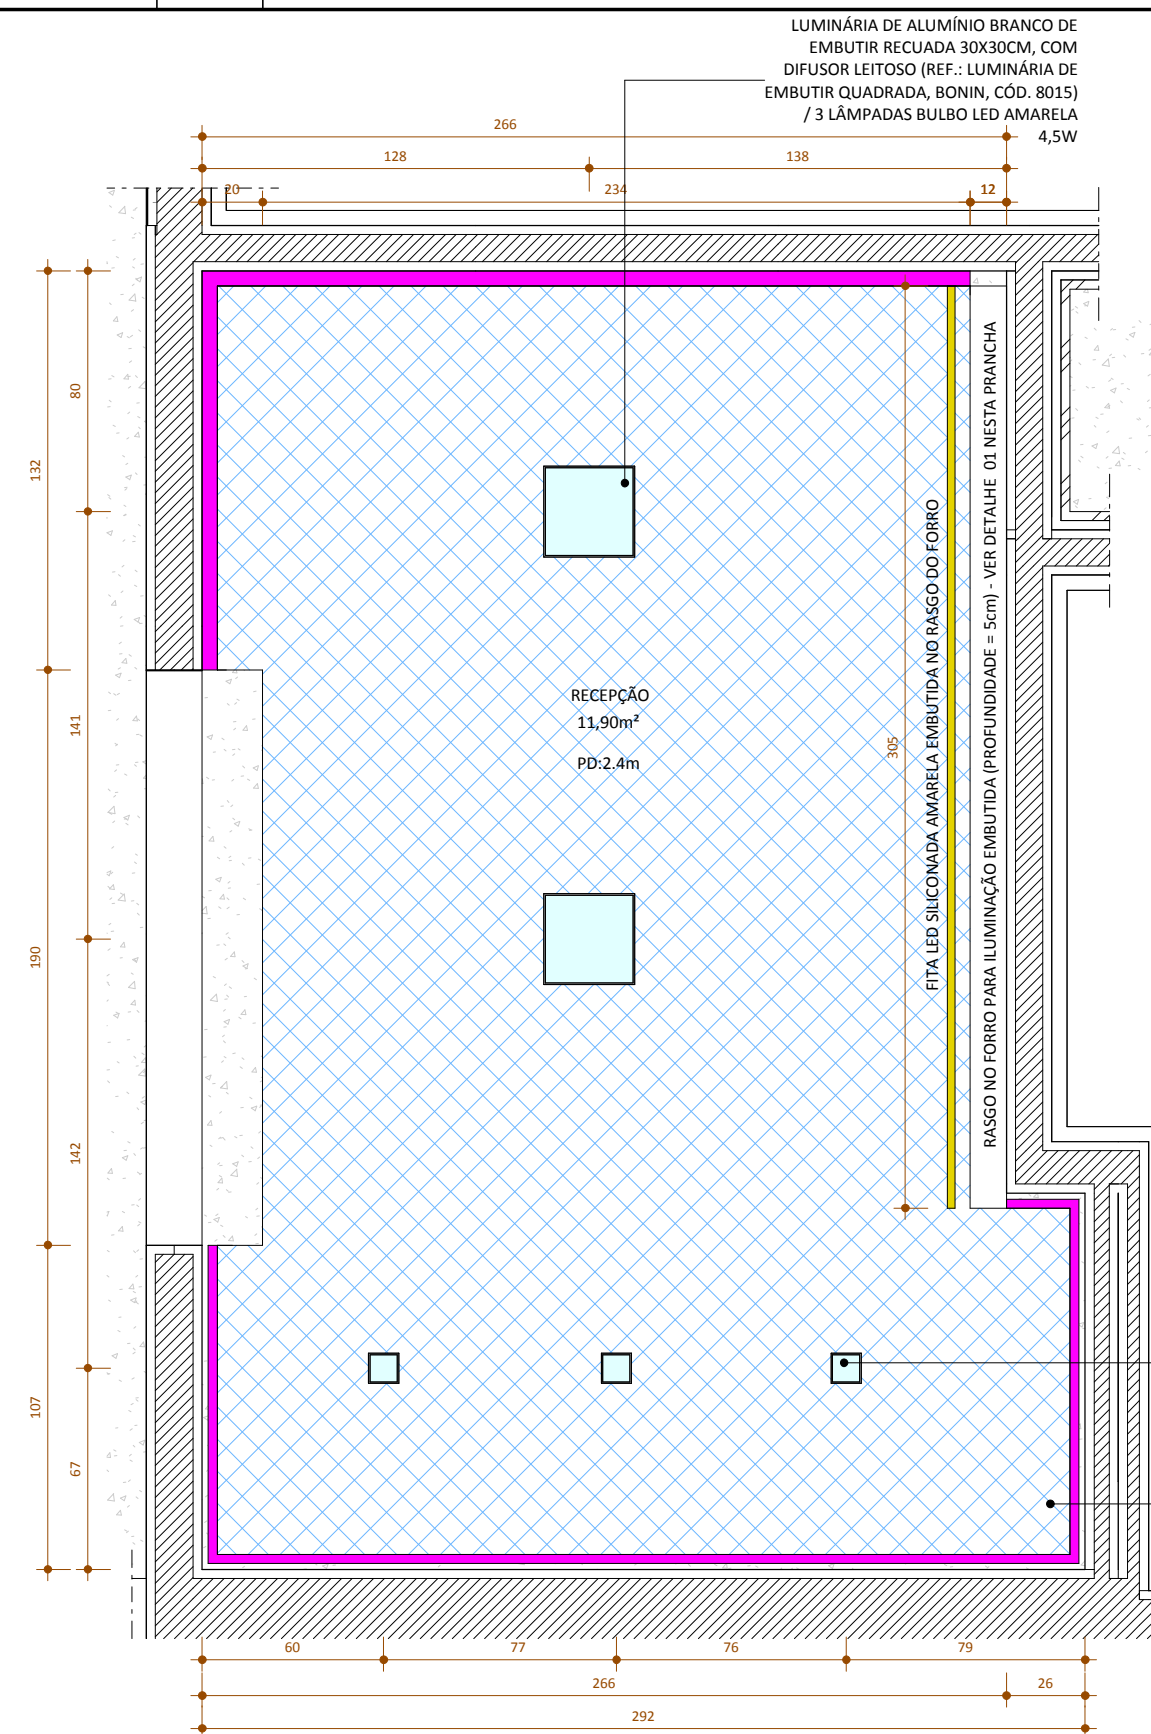 LUMINÁRIA DE ALUMÍNIO BRANCO DE
EMBUTIR RECUADA 30X30CM, COM
DIFUSOR LEITOSO (REF.: LUMINÁRIA DE
EMBUTIR QUADRADA, BONIN, CÓD. 8015)
/ 3 LÂMPADAS BULBO LED AMARELA
4,5W
266
128
138
20
234
12
80
132
141
190
142
107
67
RECEPÇÃO
11,90m²
PD:2.4m
305
FITA LED SILICONADA AMARELA EMBUTIDA NO RASGO DO FORRO
RASGO NO FORRO PARA ILUMINAÇÃO EMBUTIDA (PROFUNDIDADE = 5cm) - VER DETALHE 01 NESTA PRANCHA
60
77
76
79
266
26
292